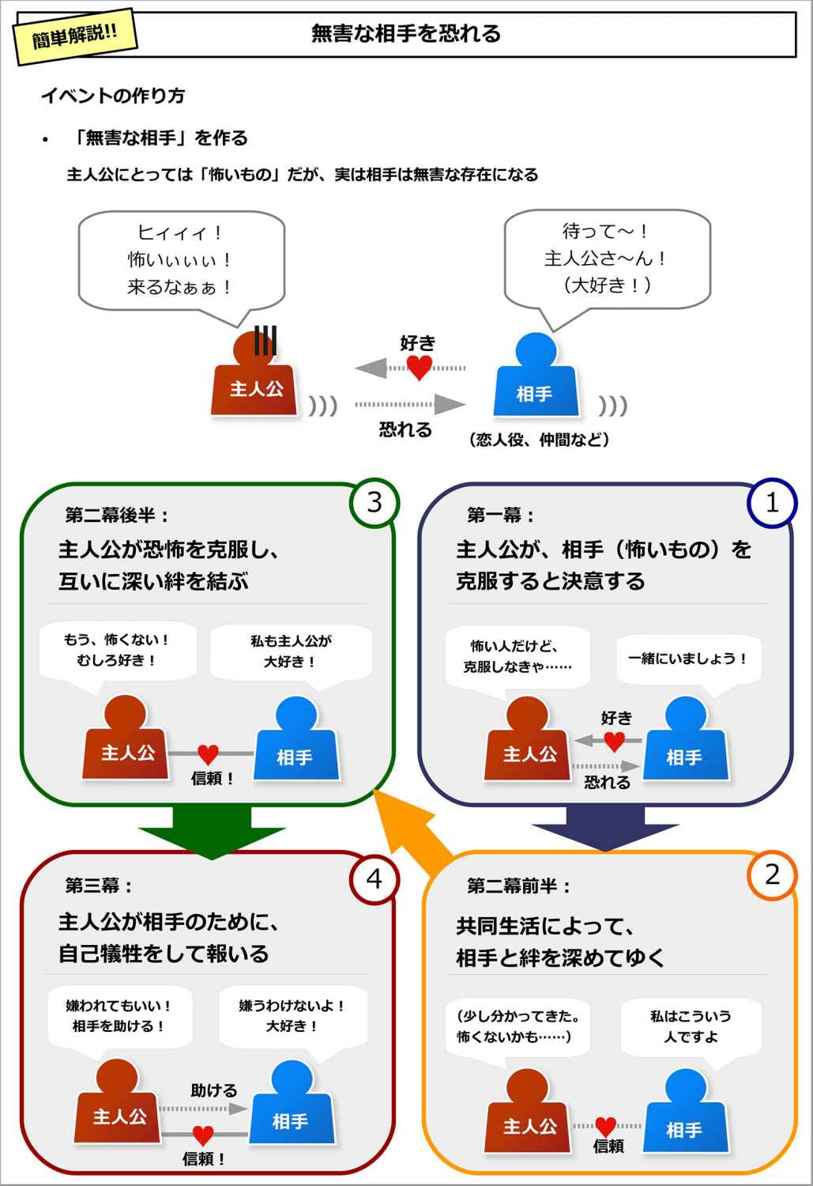 簡単解説!!
無害な相手を恐れる
イベントの作り方
• 「無害な相手」を作る
主人公にとっては「怖いもの」だが、実は相手は無害な存在になる
ヒィィィ！
怖いぃぃぃ！
来るなぁぁ！
待って～！
主人公さ～ん！
（大好き！）
好き
主人公
)))
相手
)))
恐れる
（恋人役、仲間など）
1
第一幕：
主人公が、相手（怖いもの）を
克服すると決意する
怖い人だけど、
克服しなきゃ……
一緒にいましょう！
好き
主人公
相手
恐れる
2
第二幕前半：
共同生活によって、
相手と絆を深めてゆく
（少し分かってきた。
怖くないかも……）
私はこういう
人ですよ
主人公
相手
信頼
3
第二幕後半：
主人公が恐怖を克服し、
互いに深い絆を結ぶ
もう、怖くない！
むしろ好き！
私も主人公が
大好き！
主人公
相手
信頼！
4
第三幕：
主人公が相手のために、
自己犠牲をして報いる
嫌われてもいい！
相手を助ける！
嫌うわけないよ！
大好き！
助ける
主人公
相手
信頼！